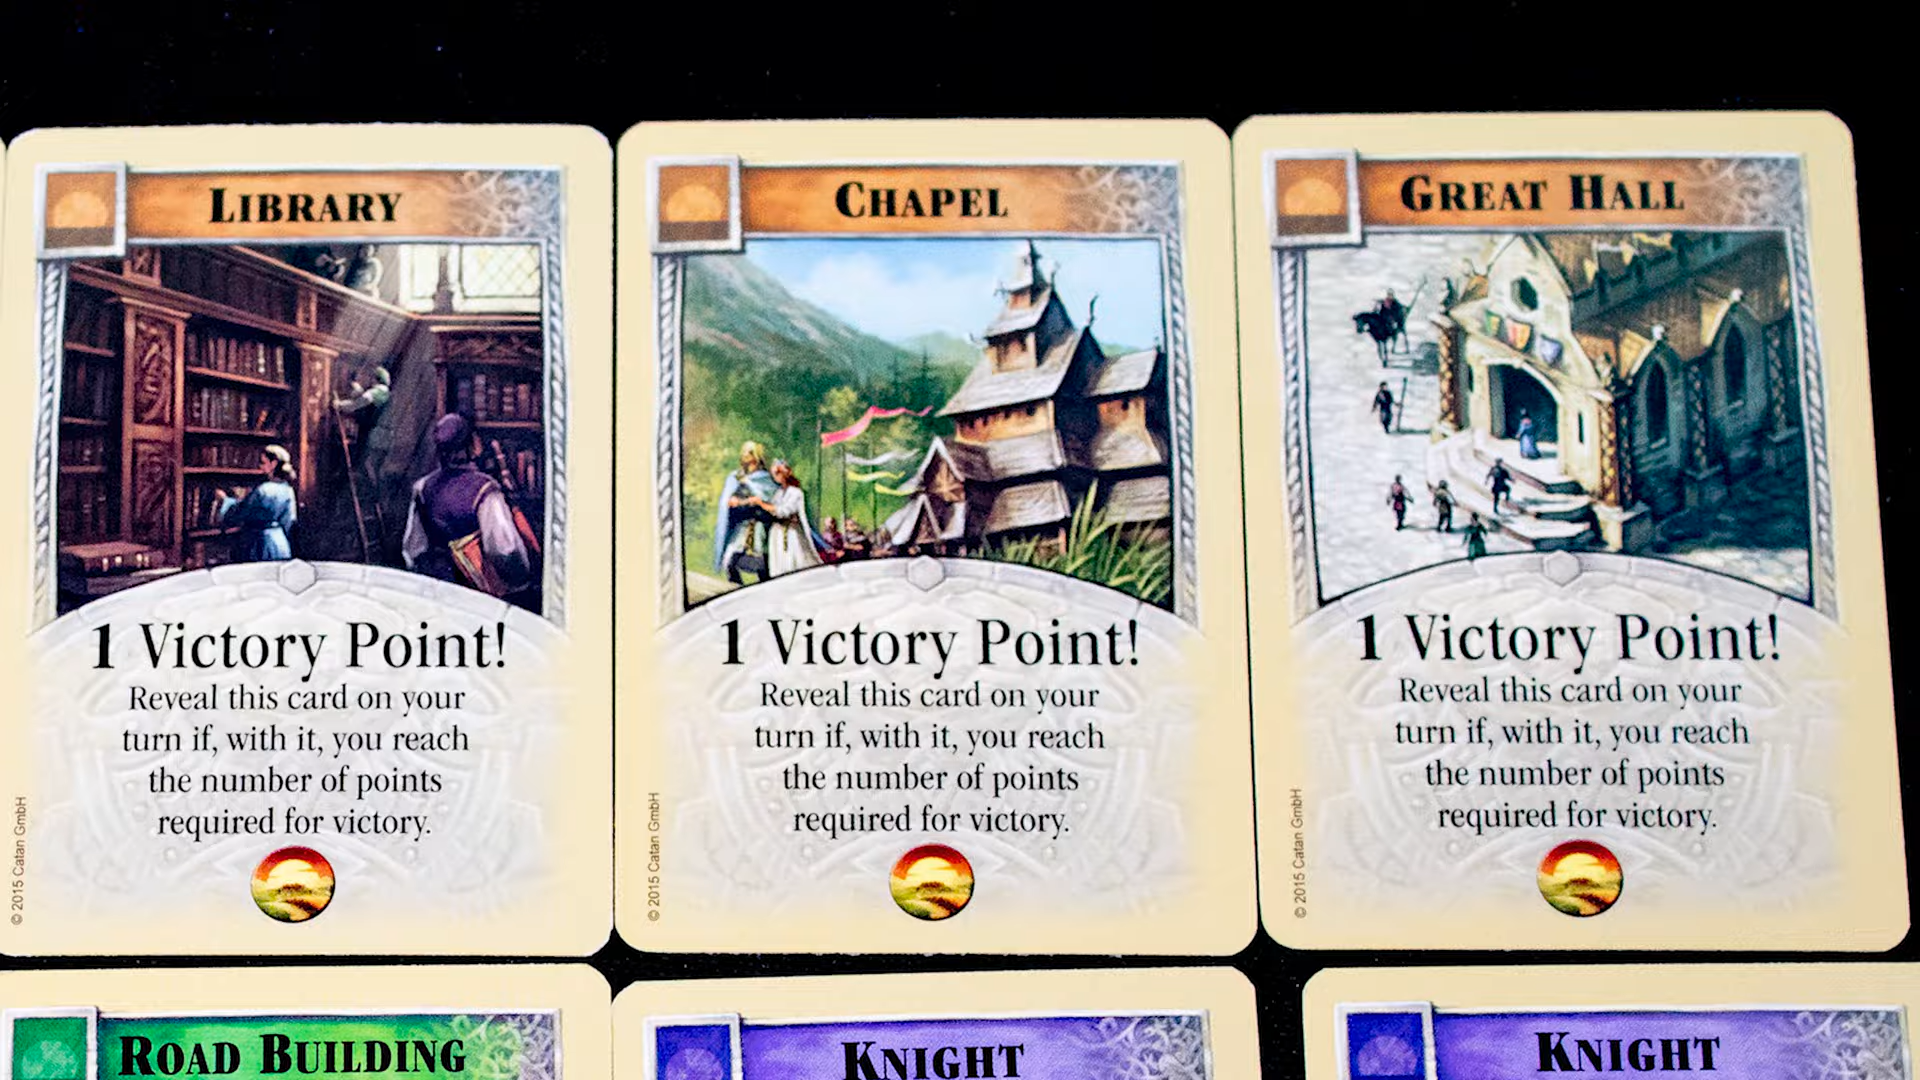 LIBRARY
1 Victory Point!
Reveal this card on your
turn if, with it, you reach
the number of points
required for victory.
© 2015 Catan GmbH
CHAPEL
1 Victory Point!
Reveal this card on your
turn if, with it, you reach
the number of points
required for victory.
© 2015 Catan GmbH
GREAT HALL
1 Victory Point!
Reveal this card on your
turn if, with it, you reach
the number of points
required for victory.
© 2015 Catan GmbH
ROAD BUILDING
KNIGHT
KNIGHT